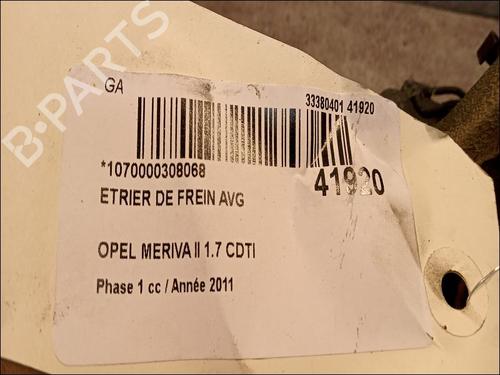 B-PARTS
GA
33380401 41920
*1070000308068
41920
ETRIER DE FREIN AVG
OPEL MERIVA II 1.7 CDTI
Phase 1 cc / Année 2011